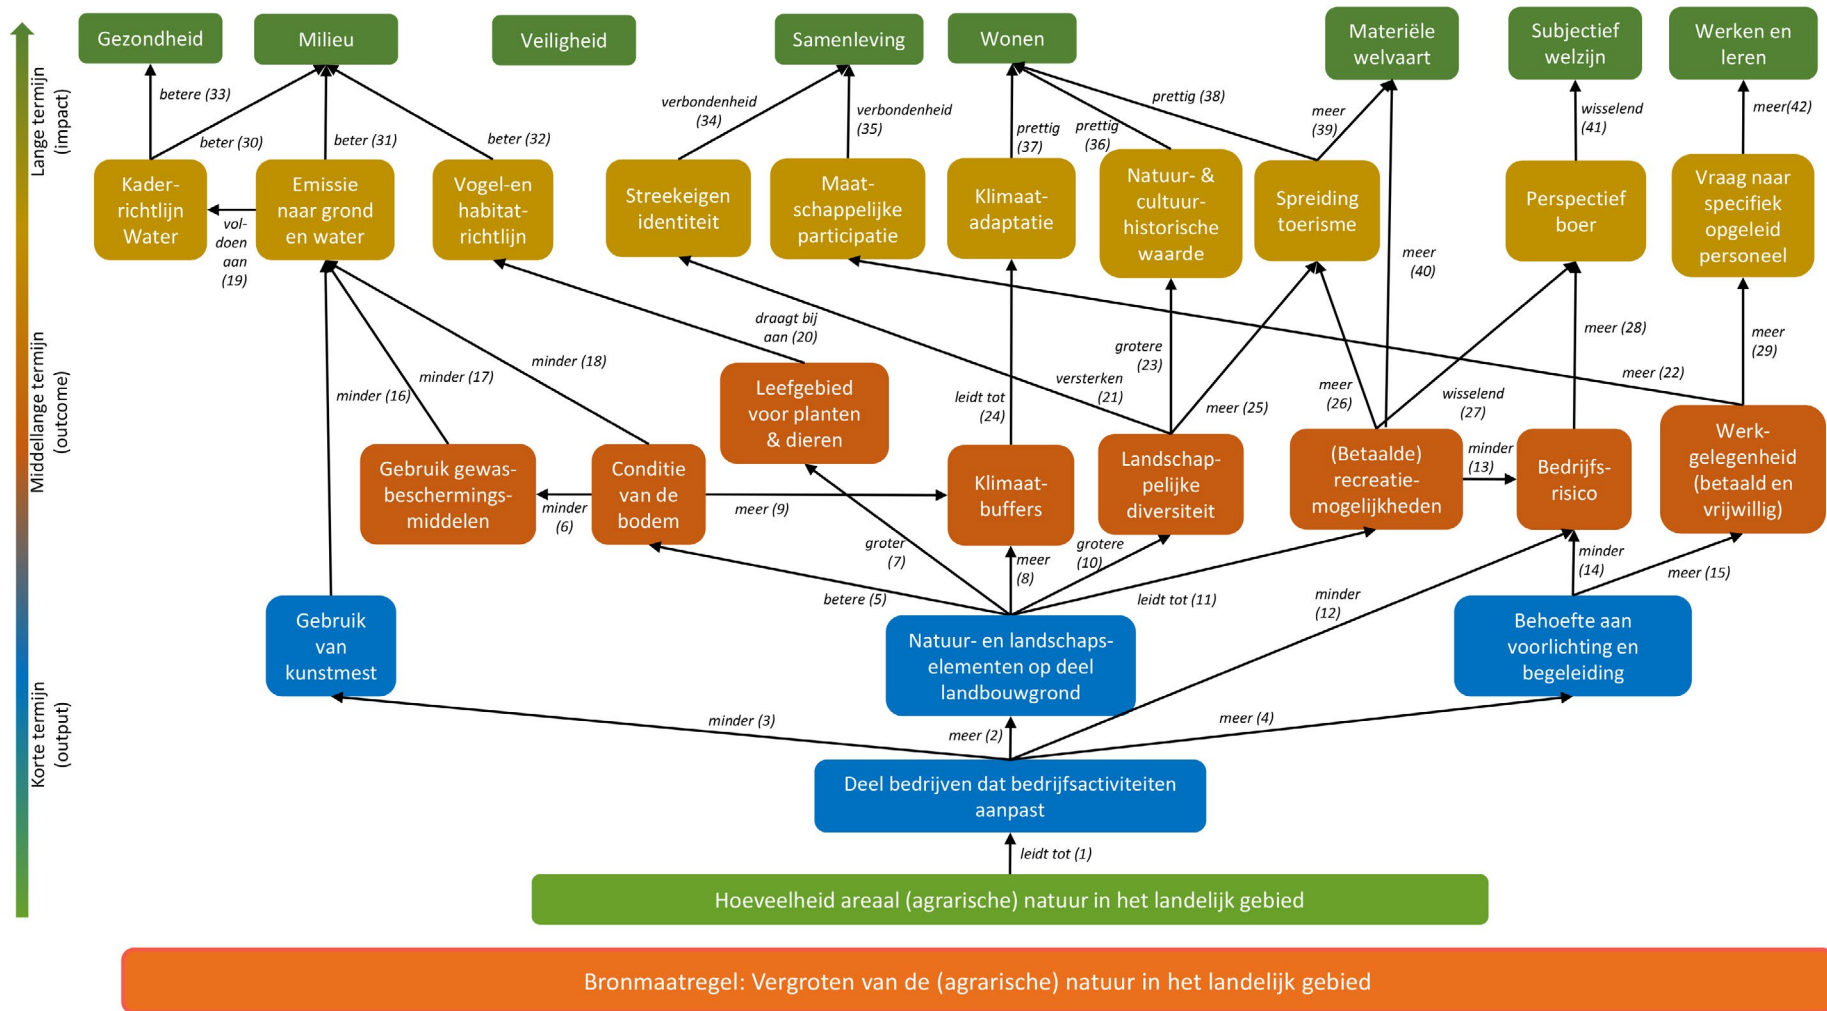 Gezondheid
Milieu
Veiligheid
Samenleving
Wonen
Materiële
welvaart
Subjectief
welzijn
Werken en
leren
Lange termijn
(impact)
betere (33)
beter (30)
beter (31)
beter (32)
verbondenheid
(34)
verbondenheid
(35)
prettig
(37)
prettig
(36)
prettig (38)
meer
(39)
meer
(40)
wisselend
(41)
meer(42)
Kader-
richtlijn
Water
Emissie
naar grond
en water
Vogel-en
habitat-
richtlijn
Streekeigen
identiteit
Maat-
schappelijke
participatie
Klimaat-
adaptatie
Natuur- &
cultuur-
historische
waarde
Spreiding
toerisme
Perspectief
boer
Vraag naar
specifiek
opgeleid
personeel
vol-
doen
aan
(19)
Middellange termijn
(outcome)
minder (16)
minder (17)
minder (18)
draagt bij
aan (20)
versterken
(21)
meer (22)
grotere
(23)
leidt tot
(24)
meer (25)
meer
(26)
wisselend
(27)
meer (28)
meer
(29)
Gebruik gewas-
beschermings-
middelen
Conditie
van de
bodem
Leefgebied
voor planten
& dieren
Klimaat-
buffers
Landschap-
pelijke
diversiteit
(Betaalde)
recreatie-
mogelijkheden
Bedrijfs-
risico
Werk-
gelegenheid
(betaald en
vrijwillig)
minder
(6)
meer (9)
minder
(13)
betere (5)
groter
(7)
meer
(8)
grotere
(10)
leidt tot (11)
minder
(12)
minder
(14)
meer (15)
Korte termijn
(output)
Gebruik
van
kunstmest
Natuur- en landschaps-
elementen op deel
landbouwgrond
Behoefte aan
voorlichting en
begeleiding
minder (3)
meer (2)
meer (4)
Deel bedrijven dat bedrijfsactiviteiten
aanpast
leidt tot (1)
Hoeveelheid areaal (agrarische) natuur in het landelijk gebied
Bronmaatregel: Vergroten van de (agrarische) natuur in het landelijk gebied